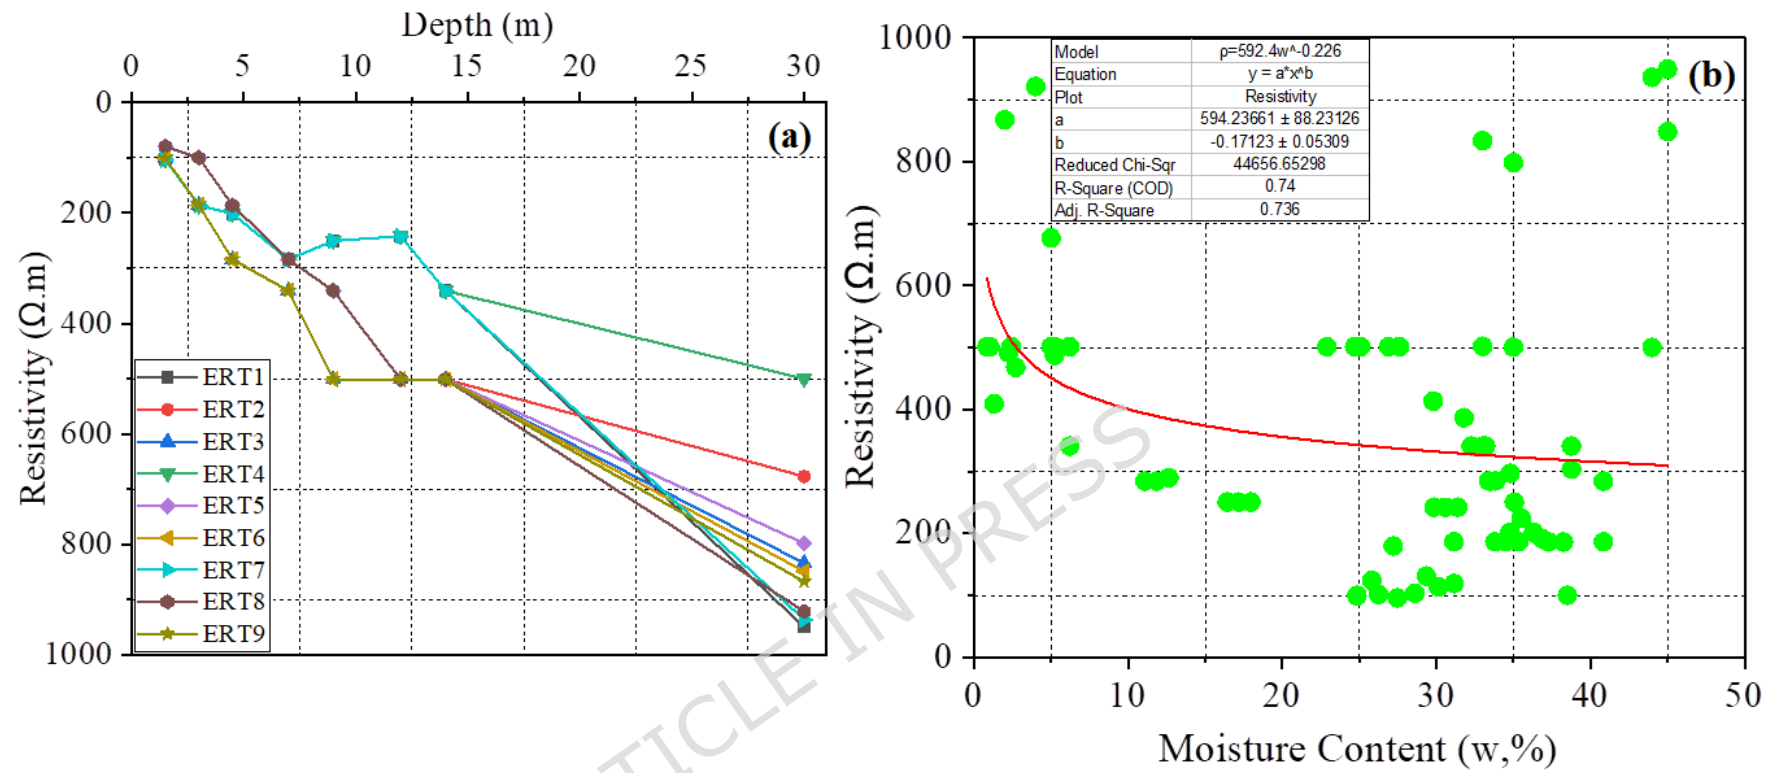 Depth (m)
0 5 10 15 20 25 30
0
200
400
600
800
1000
Resistivity (Ω.m)
(a)
ERT1
ERT2
ERT3
ERT4
ERT5
ERT6
ERT7
ERT8
ERT9
1000
800
600
400
200
0
Resistivity (Ω.m)
(b)
Model ρ=592.4w^-0.226
Equation y = a*x^b
Plot Resistivity
a 594.23661 ± 88.23126
b -0.17123 ± 0.05309
Reduced Chi-Sqr 44656.65298
R-Square (COD) 0.74
Adj. R-Square 0.736
0 10 20 30 40 50
Moisture Content (w,%)
TICLE IN PRESS